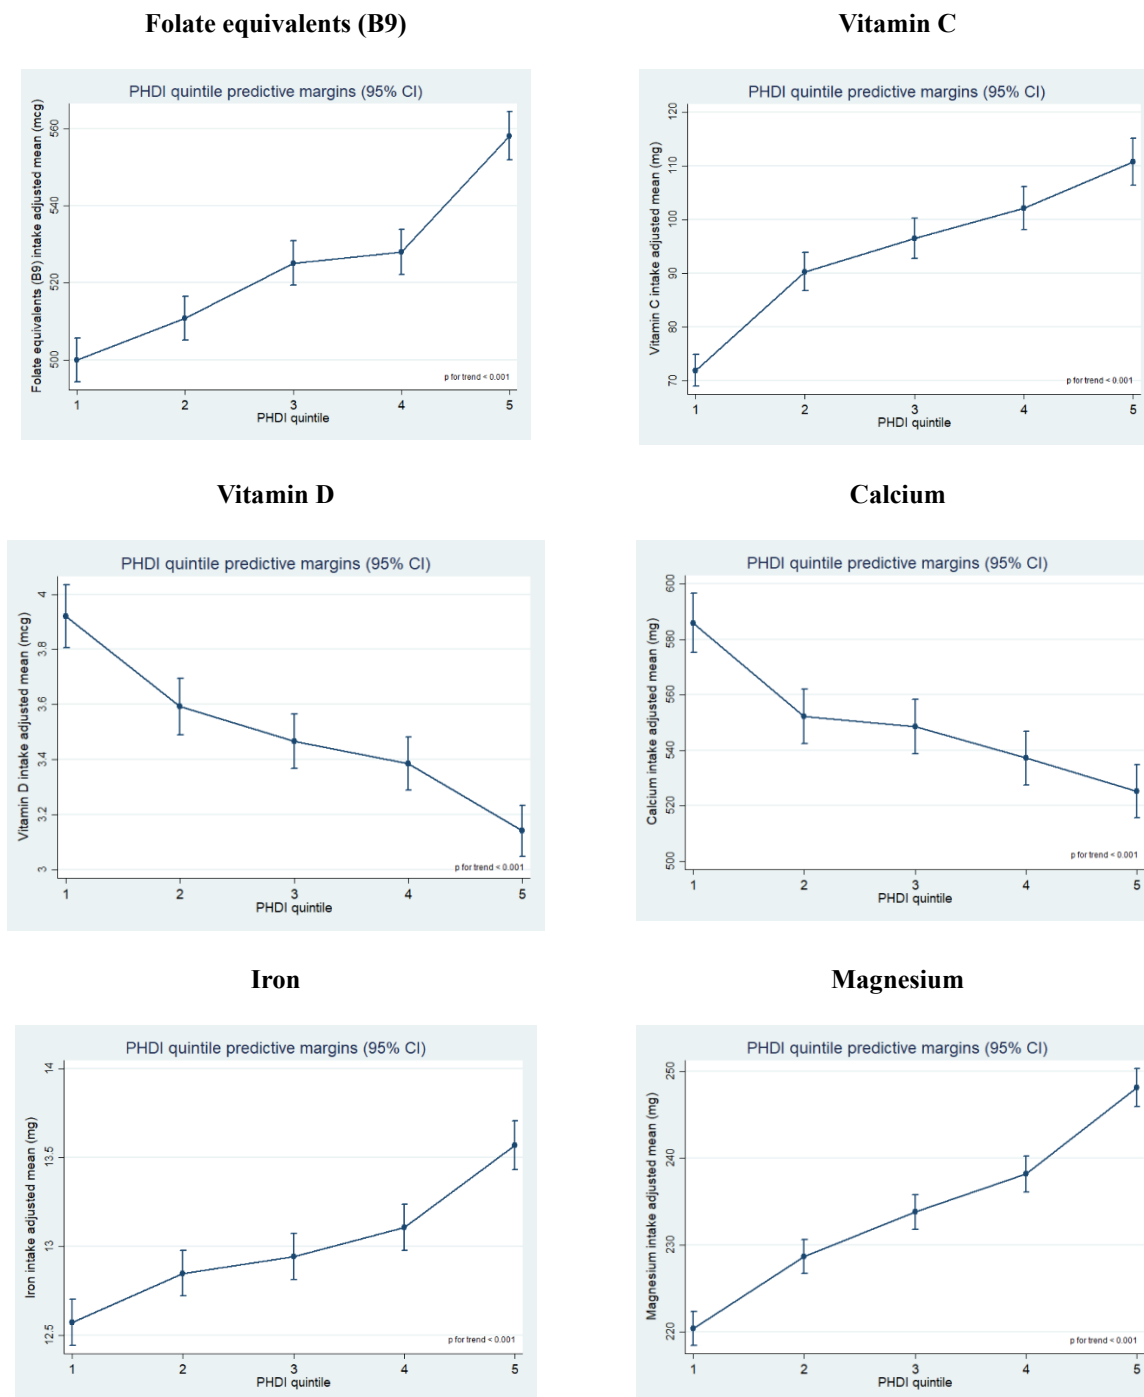 Folate equivalents (B9)
PHDI quintile predictive margins (95% CI)
Folate equivalents (B9) intake adjusted mean (mcg)
560
540
520
500
p for trend < 0.001
1 2 3 4 5
PHDI quintile
Vitamin C
PHDI quintile predictive margins (95% CI)
Vitamin C intake adjusted mean (mg)
120
110
100
90
80
70
p for trend < 0.001
1 2 3 4 5
PHDI quintile
Vitamin D
PHDI quintile predictive margins (95% CI)
Vitamin D intake adjusted mean (mcg)
4
3.8
3.6
3.4
3.2
3
p for trend < 0.001
1 2 3 4 5
PHDI quintile
Calcium
PHDI quintile predictive margins (95% CI)
Calcium intake adjusted mean (mg)
600
580
560
540
520
500
p for trend < 0.001
1 2 3 4 5
PHDI quintile
Iron
PHDI quintile predictive margins (95% CI)
Iron intake adjusted mean (mg)
14
13.5
13
12.5
p for trend < 0.001
1 2 3 4 5
PHDI quintile
Magnesium
PHDI quintile predictive margins (95% CI)
Magnesium intake adjusted mean (mg)
250
240
230
220
p for trend < 0.001
1 2 3 4 5
PHDI quintile